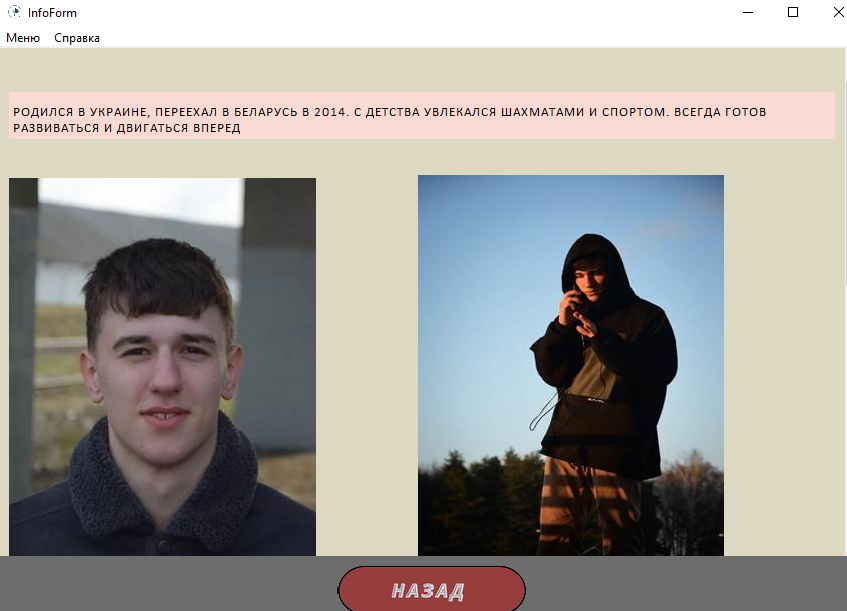 InfoForm
Меню Справка
РОДИЛСЯ В УКРАИНЕ, ПЕРЕЕХАЛ В БЕЛАРУСЬ В 2014. С ДЕТСТВА УВЛЕКАЛСЯ ШАХМАТАМИ И СПОРТОМ. ВСЕГДА ГОТОВ
РАЗВИВАТЬСЯ И ДВИГАТЬСЯ ВПЕРЕД
НАЗАД